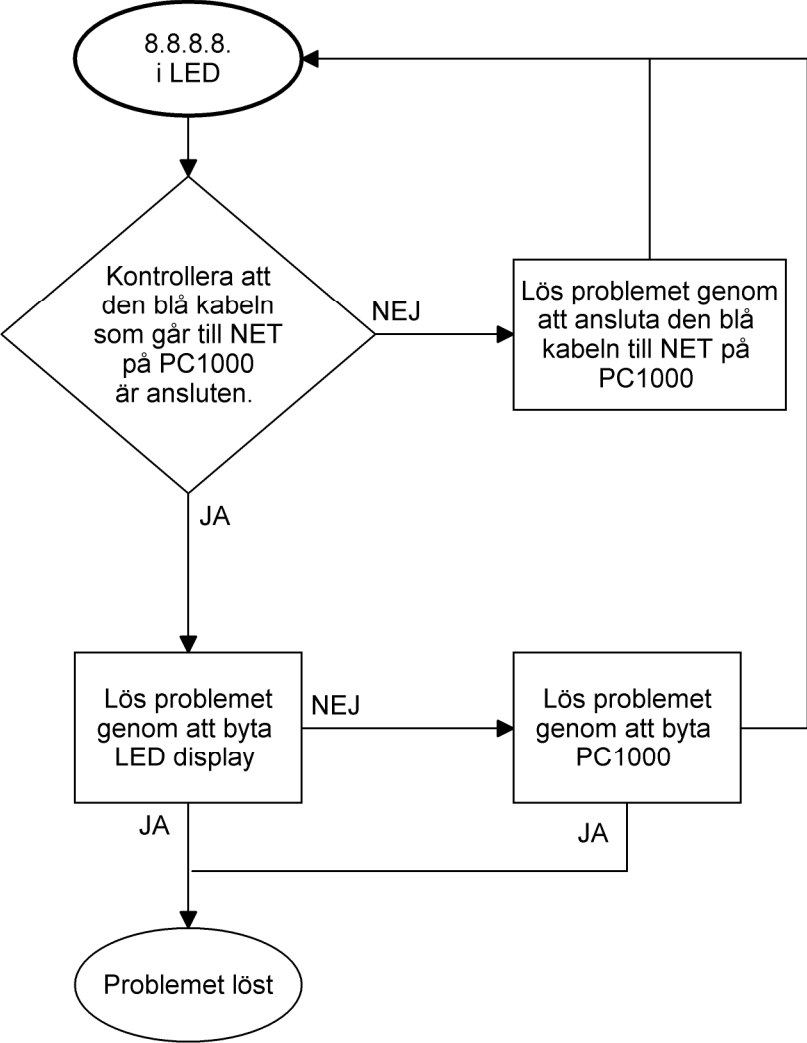 8.8.8.8.
i LED
Kontrollera att
den blå kabeln
som går till NET
på PC1000
är ansluten.
NEJ
Lös problemet genom
att ansluta den blå
kabeln till NET på
PC1000
JA
Lös problemet
genom att byta
LED display
NEJ
Lös problemet
genom att byta
PC1000
JA
JA
Problemet löst